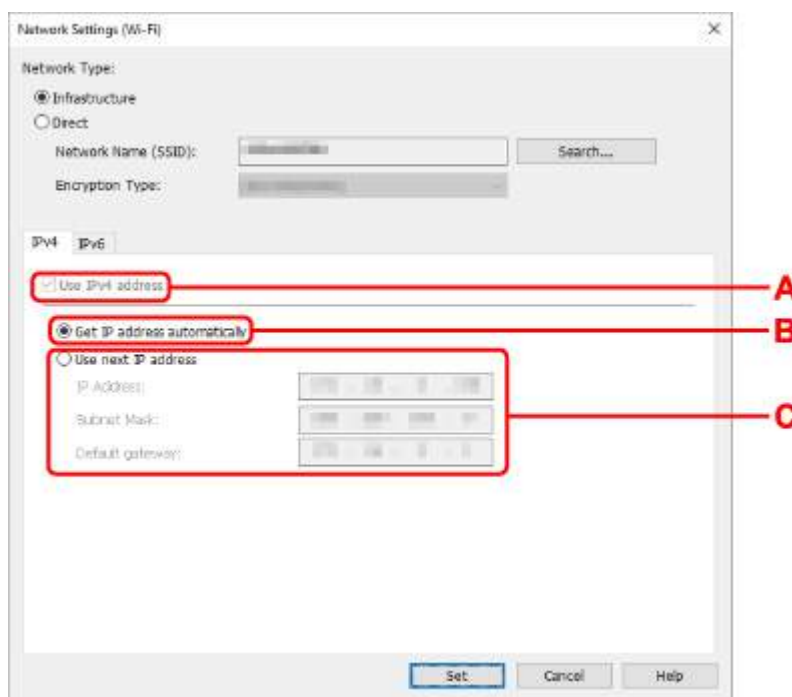 Network Settings (Wi-Fi)
Network Type:
Infrastructure
Direct
Network Name (SSID):
Search...
Encryption Type:
IPv4 IPv6
Use IPv4 address
A
Get IP address automatically
B
Use next IP address
IP Address:
Subnet Mask:
C
Default gateway:
Set Cancel Help